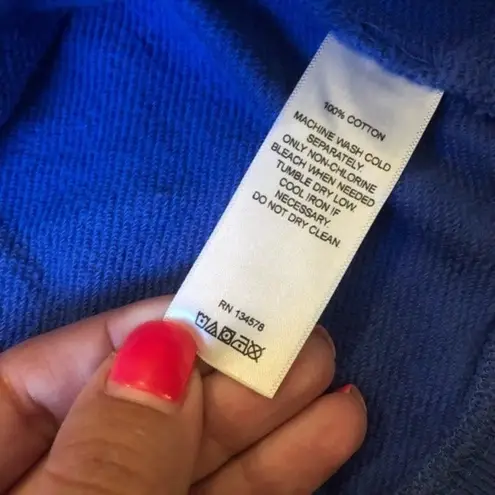 100% COTTON
MACHINE WASH COLD
SEPARATELY.
ONLY NON-CHLORINE
BLEACH WHEN NEEDED
TUMBLE DRY LOW.
COOL IRON IF
NECESSARY.
DO NOT DRY CLEAN
RN 134578